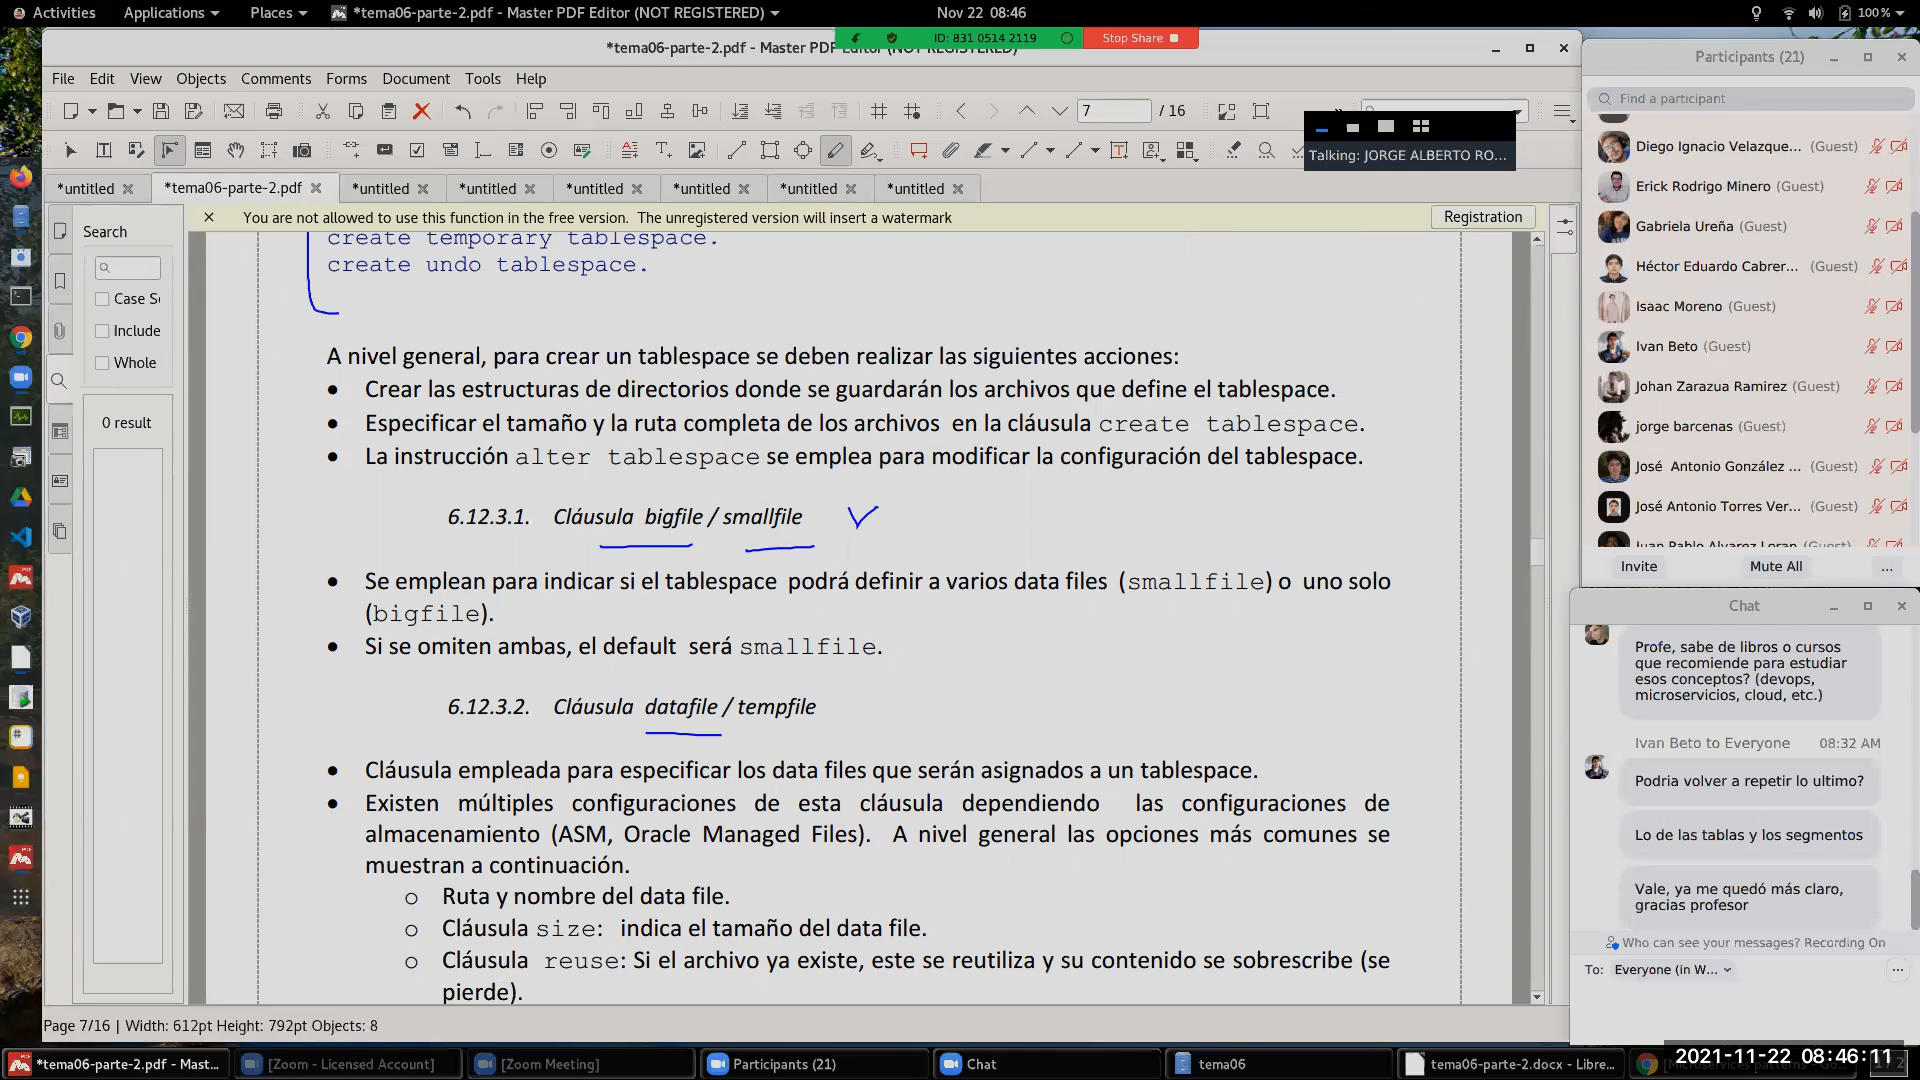 Activities Applications Places *tema06-parte-2.pdf - Master PDF Editor (NOT REGISTERED) Nov 22 08:46 100%
ID: 831 0514 2119 Stop Share
*tema06-parte-2.pdf - Master PDF Editor (NOT REGISTERED)
File Edit View Objects Comments Forms Document Tools Help
7 / 16
Talking: JORGE ALBERTO RO...
*untitled *tema06-parte-2.pdf *untitled *untitled *untitled *untitled *untitled *untitled
You are not allowed to use this function in the free version. The unregistered version will insert a watermark Registration
Search
Case Se
Include
Whole
0 result
create temporary tablespace.
create undo tablespace.
A nivel general, para crear un tablespace se deben realizar las siguientes acciones:
• Crear las estructuras de directorios donde se guardarán los archivos que define el tablespace.
• Especificar el tamaño y la ruta completa de los archivos en la cláusula create tablespace.
• La instrucción alter tablespace se emplea para modificar la configuración del tablespace.
6.12.3.1. Cláusula bigfile / smallfile
• Se emplean para indicar si el tablespace podrá definir a varios data files (smallfile) o uno solo
(bigfile).
• Si se omiten ambas, el default será smallfile.
6.12.3.2. Cláusula datafile / tempfile
• Cláusula empleada para especificar los data files que serán asignados a un tablespace.
• Existen múltiples configuraciones de esta cláusula dependiendo las configuraciones de
almacenamiento (ASM, Oracle Managed Files). A nivel general las opciones más comunes se
muestran a continuación.
o Ruta y nombre del data file.
o Cláusula size: indica el tamaño del data file.
o Cláusula reuse: Si el archivo ya existe, este se reutiliza y su contenido se sobrescribe (se
pierde).
Page 7/16 | Width: 612pt Height: 792pt Objects: 8
Participants (21)
Find a participant
Diego Ignacio Velazque... (Guest)
Erick Rodrigo Minero (Guest)
Gabriela Ureña (Guest)
Héctor Eduardo Cabrer... (Guest)
Isaac Moreno (Guest)
Ivan Beto (Guest)
Johan Zarazua Ramirez (Guest)
jorge barcenas (Guest)
José Antonio González ... (Guest)
José Antonio Torres Ver... (Guest)
Juan Pablo Alvarez Loran (Guest)
Invite Mute All ...
Chat
Profe, sabe de libros o cursos
que recomiende para estudiar
esos conceptos? (devops,
microservicios, cloud, etc.)
Ivan Beto to Everyone 08:32 AM
Podria volver a repetir lo ultimo?
Lo de las tablas y los segmentos
Vale, ya me quedó más claro,
gracias profesor
Who can see your messages? Recording On
To: Everyone (in W...
*tema06-parte-2.pdf - Mast... [Zoom - Licensed Account] [Zoom Meeting] Participants (21) Chat tema06 tema06-parte-2.docx - Libre...
2021-11-22 08:46:11